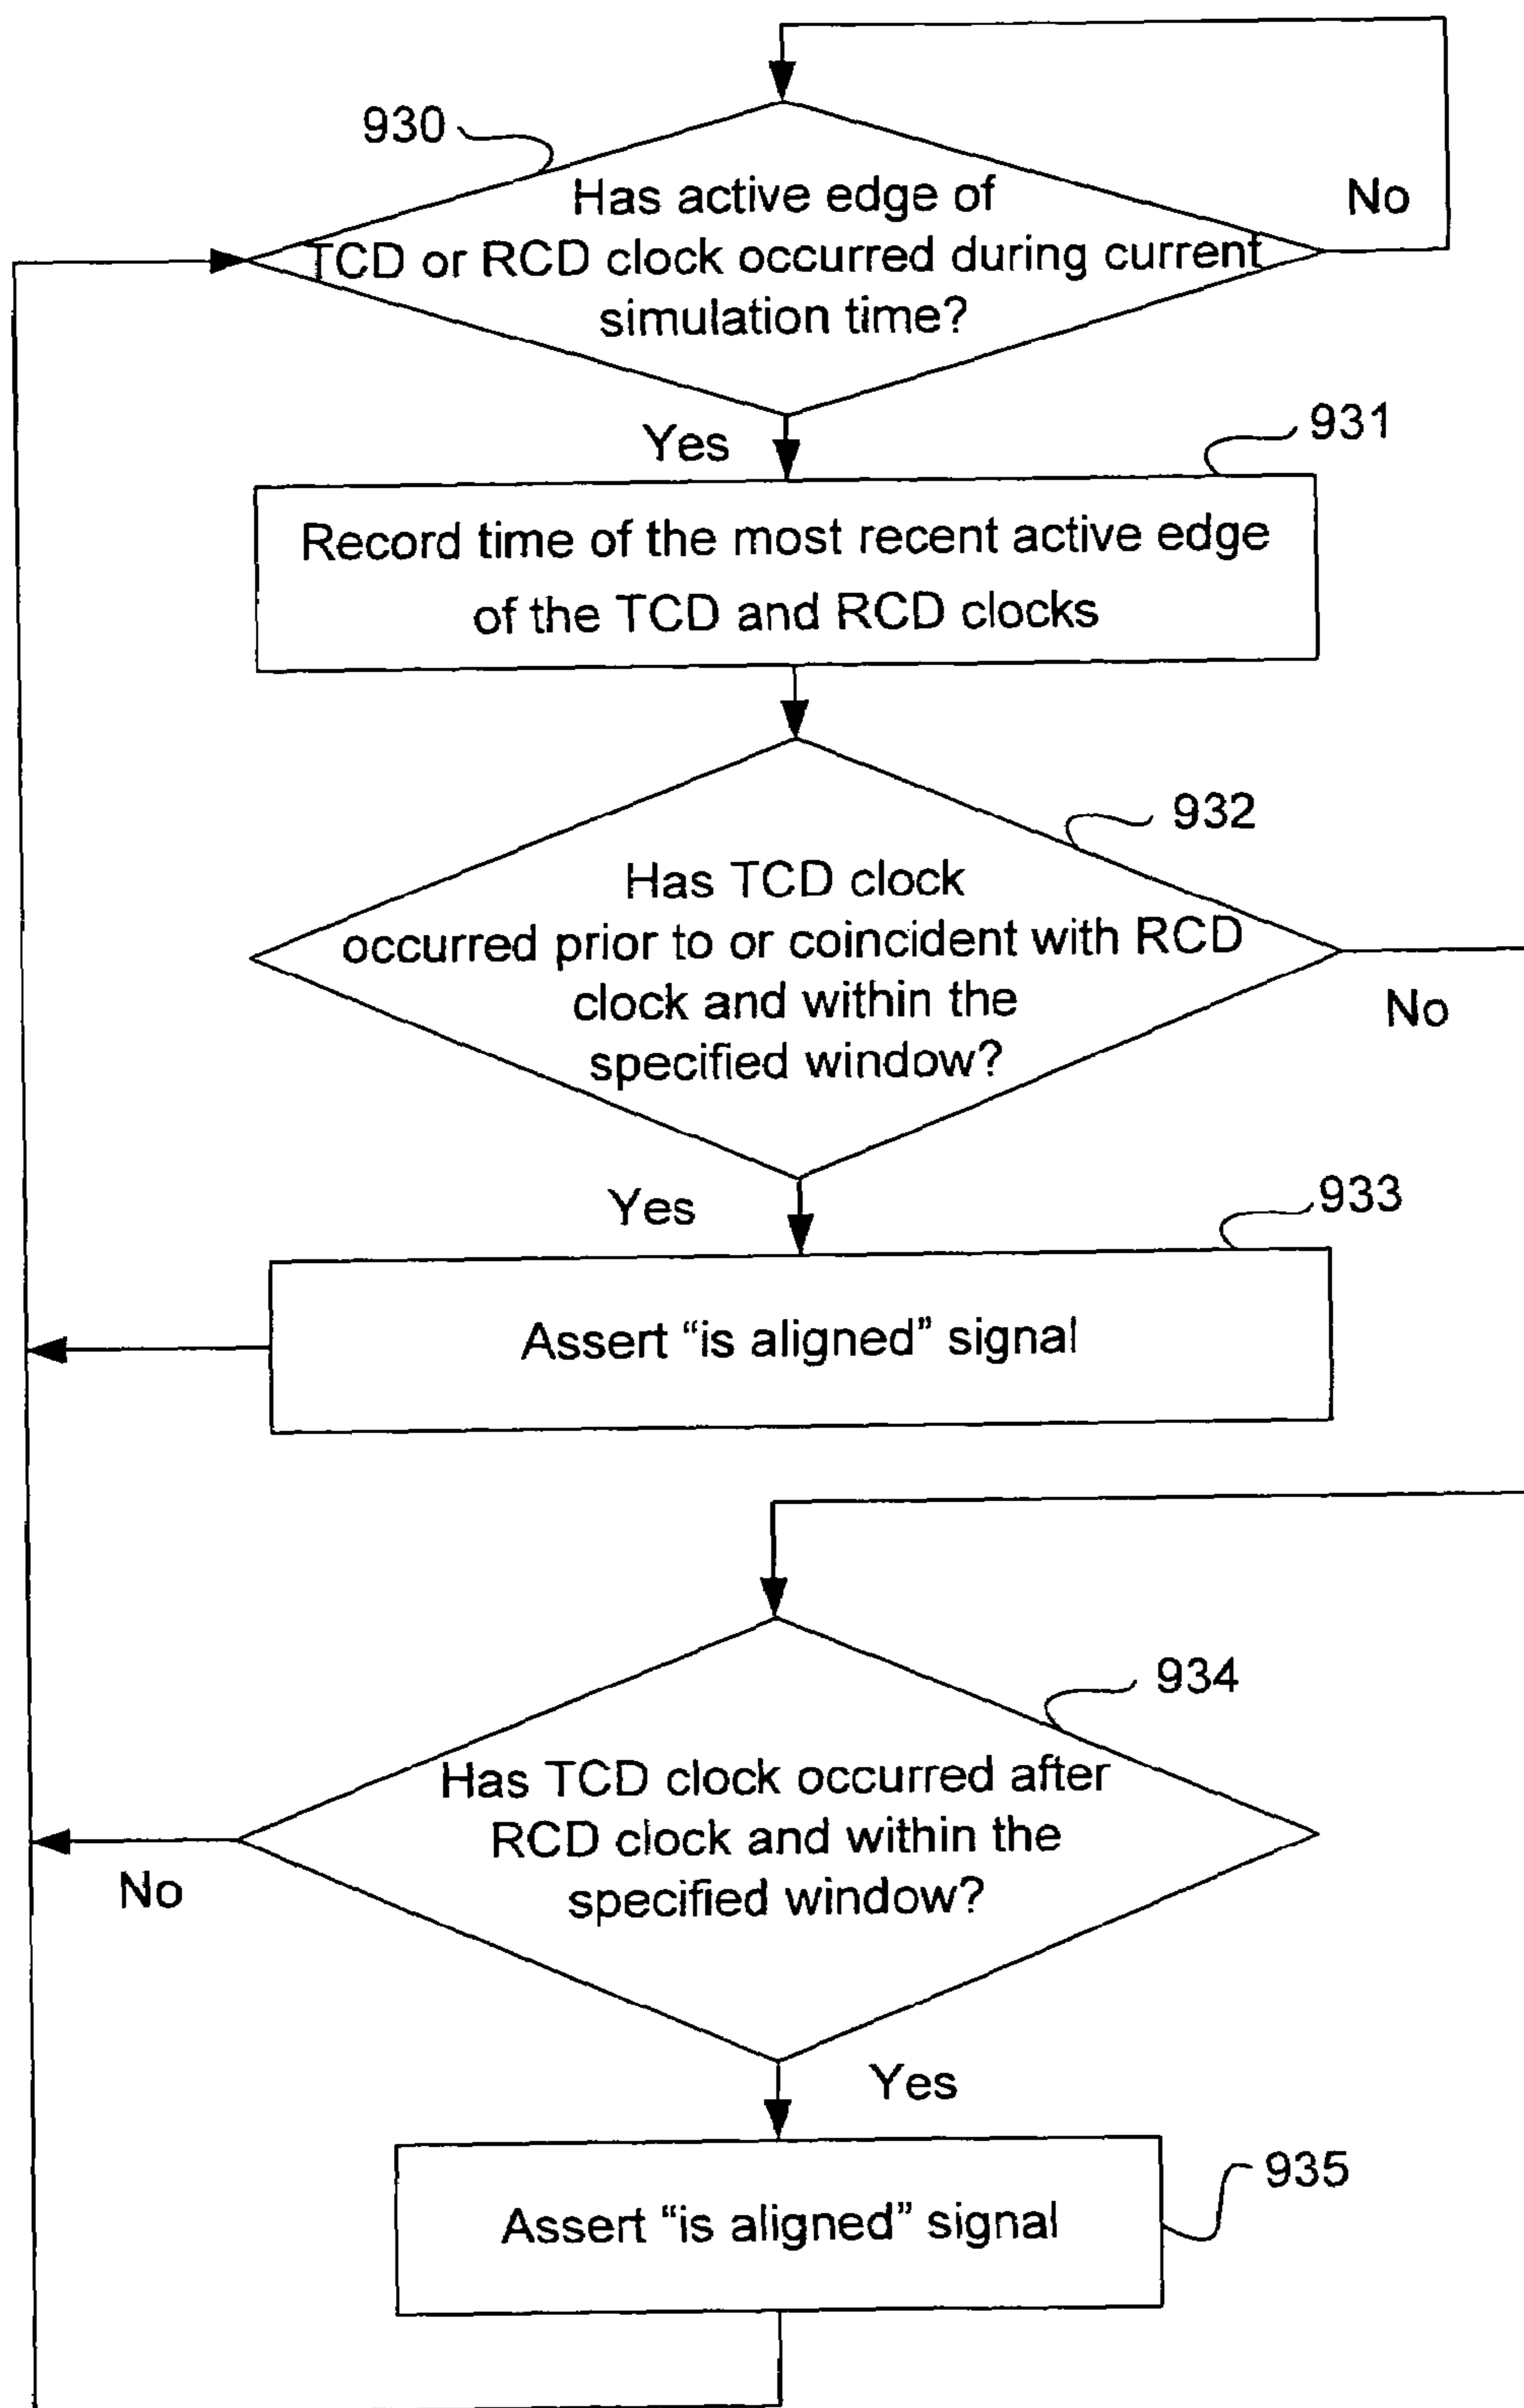 930
Has active edge of
No
TCD or RCD clock occurred during current
simulation time?
Yes
931
Record time of the most recent active edge
of the TCD and RCD clocks
932
Has TCD clock
occurred prior to or coincident with RCD
clock and within the
No
specified window?
Yes
933
Assert “is aligned” signal
934
Has TCD clock occurred after
RCD clock and within the
No
specified window?
Yes
935
Assert “is aligned” signal